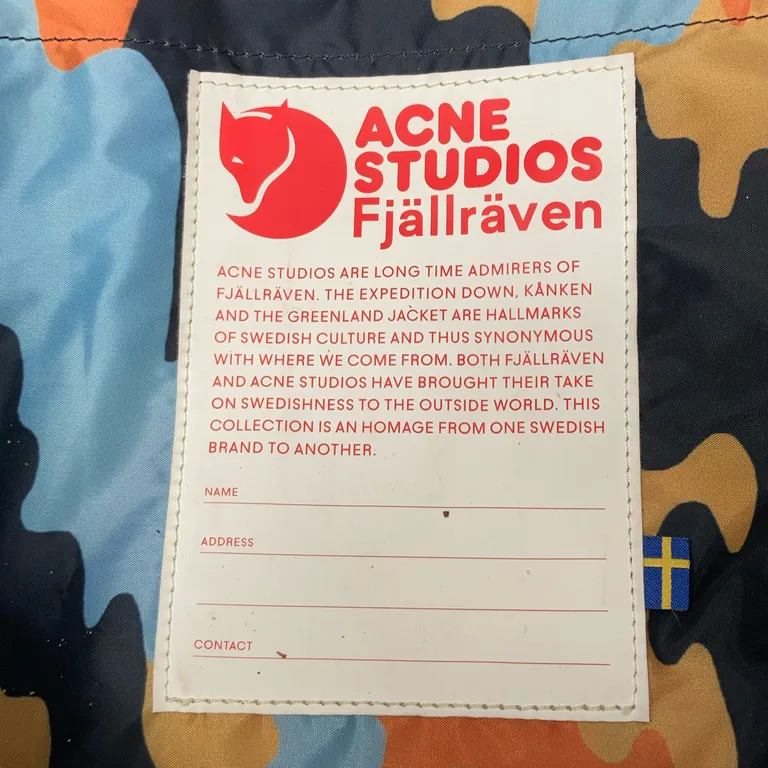 ACNE
STUDIOS
Fjällräven
ACNE STUDIOS ARE LONG TIME ADMIRERS OF
FJÄLLRÄVEN. THE EXPEDITION DOWN, KÅNKEN
AND THE GREENLAND JACKET ARE HALLMARKS
OF SWEDISH CULTURE AND THUS SYNONYMOUS
WITH WHERE WE COME FROM. BOTH FJÄLLRÄVEN
AND ACNE STUDIOS HAVE BROUGHT THEIR TAKE
ON SWEDISHNESS TO THE OUTSIDE WORLD. THIS
COLLECTION IS AN HOMAGE FROM ONE SWEDISH
BRAND TO ANOTHER.
NAME
ADDRESS
CONTACT